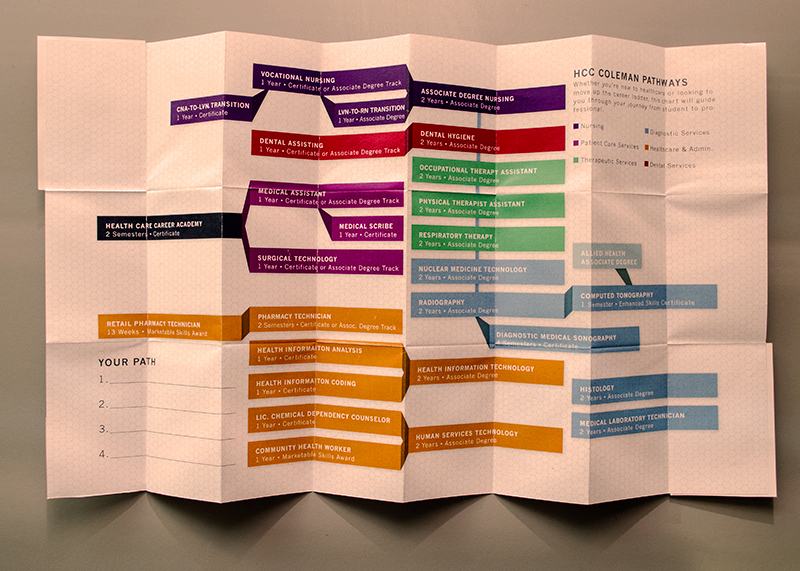 VOCATIONAL NURSING
1 Year • Certificate or Associate Degree Track
CNA-TO-LVN TRANSITION
1 Year • Certificate
LVN-TO-RN TRANSITION
1 Year • Associate Degree
ASSOCIATE DEGREE NURSING
2 Years • Associate Degree
HCC COLEMAN PATHWAYS
Whether you're new to healthcare or looking to
move up the career ladder, this chart will guide
you through your journey from student to pro-
fessional!
Nursing
Diagnostic Services
Patient Care Services
Healthcare & Admin.
Therapeutic Services
Dental Services
DENTAL ASSISTING
1 Year • Certificate or Associate Degree Track
DENTAL HYGIENE
2 Years • Associate Degree
OCCUPATIONAL THERAPY ASSISTANT
2 Years • Associate Degree
MEDICAL ASSISTANT
1 Year • Certificate or Associate Degree Track
PHYSICAL THERAPIST ASSISTANT
2 Years • Associate Degree
HEALTH CARE CAREER ACADEMY
2 Semesters • Certificate
MEDICAL SCRIBE
1 Year • Certificate
RESPIRATORY THERAPY
2 Years • Associate Degree
SURGICAL TECHNOLOGY
1 Year • Certificate or Associate Degree Track
ALLIED HEALTH
ASSOCIATE DEGREE
NUCLEAR MEDICINE TECHNOLOGY
2 Years • Associate Degree
RADIOGRAPHY
2 Years • Associate Degree
COMPUTED TONOGRAPHY
1 Semester • Enhanced Skills Certificate
RETAIL PHARMACY TECHNICIAN
13 Weeks • Marketable Skills Award
PHARMACY TECHNICIAN
2 Semesters • Certificate or Assoc. Degree Track
DIAGNOSTIC MEDICAL SONOGRAPHY
4 Semesters • Certificate
HEALTH INFORMAITON ANALYSIS
1 Year • Certificate
HEALTH INFORMATION TECHNOLOGY
2 Years • Associate Degree
HEALTH INFORMAITON CODING
1 Year • Certificate
HISTOLOGY
2 Years • Associate Degree
LIC. CHEMICAL DEPENDENCY COUNSELOR
1 Year • Certificate
MEDICAL LABORATORY TECHNICIAN
2 Years • Associate Degree
HUMAN SERVICES TECHNOLOGY
2 Years • Associate Degree
COMMUNITY HEALTH WORKER
1 Year • Marketable Skills Award
YOUR PATH
1.
2.
3.
4.